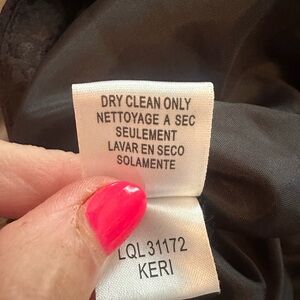 DRY CLEAN ONLY
NETTOYAGE A SEC
SEULEMENT
LAVAR EN SECO
SOLAMENTE
LQL31172
KERI